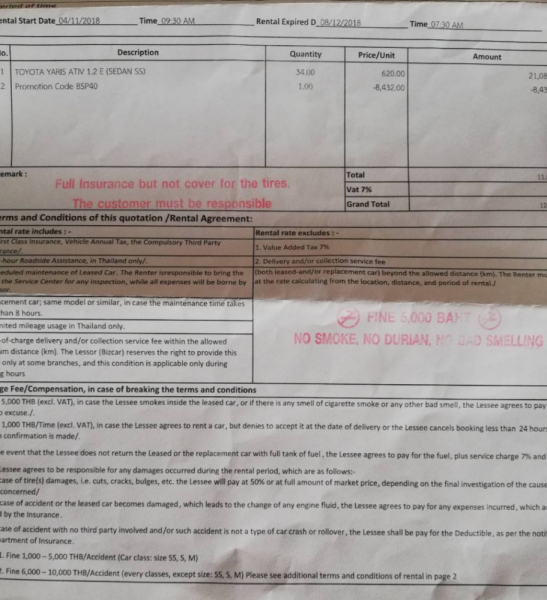 Period of time
ental Start Date 04/11/2018 Time 09:30 AM Rental Expired D 08/12/2018 Time 07:30 AM
No. Description Quantity Price/Unit Amount
1 TOYOTA YARIS ATIV 1.2 E (SEDAN SS) 34.00 620.00 21,08
2 Promotion Code BSP40 1.00 -8,432.00 -8,43
emark : Total
Full Insurance but not cover for the tires. Vat 7%
The customer must be responsible Grand Total
erms and Conditions of this quotation /Rental Agreement:
ntal rate includes : - Rental rate excludes : -
irst Class Insurance, Vehicle Annual Tax, the Compulsory Third Party
rance/. 1. Value Added Tax 7%
-hour Roadside Assistance, in Thailand only/. 2. Delivery and/or collection service fee
eduled maintenance of Leased Car. The Renter is responsible to bring the (both leased-and/or replacement car) beyond the allowed distance (km). The Renter mu
the Service Center for any inspection, while all expenses will be borne by at the rate calculating from the location, distance, and period of rental./
cement car; same model or similar, in case the maintenance time takes
han 8 hours.
mited mileage usage in Thailand only.
FINE 5,000 BAHT
NO SMOKE, NO DURIAN, NO BAD SMELLING
-of-charge delivery and/or collection service fee within the allowed
m distance (km). The Lessor (Bizcar) reserves the right to provide this
only at some branches, and this condition is applicable only during
g hours
ge Fee/Compensation, in case of breaking the terms and conditions
5,000 THB (excl. VAT), in case the Lessee smokes inside the leased car, or if there is any smell of cigarette smoke or any other bad smell, the Lessee agrees to pay
o excuse./.
1,000 THB/Time (excl. VAT), in case the Lessee agrees to rent a car, but denies to accept it at the date of delivery or the Lessee cancels booking less than 24 hours
confirmation is made/.
e event that the Lessee does not return the Leased or the replacement car with full tank of fuel, the Lessee agrees to pay for the fuel, plus service charge 7% and
Lessee agrees to be responsible for any damages occurred during the rental period, which are as follows:-
case of tire(s) damages, i.e. cuts, cracks, bulges, etc. the Lessee will pay at 50% or at full amount of market price, depending on the final investigation of the cause
concerned/
case of accident or the leased car becomes damaged, which leads to the change of any engine fluid, the Lessee agrees to pay for any expenses incurred, which a
d by the Insurance.
ase of accident with no third party involved and/or such accident is not a type of car crash or rollover, the Lessee shall be pay for the Deductible, as per the noti
artment of Insurance.
1. Fine 1,000 – 5,000 THB/Accident (Car class: size SS, S, M)
2. Fine 6,000 – 10,000 THB/Accident (every classes, except size: SS, S, M) Please see additional terms and conditions of rental in page 2